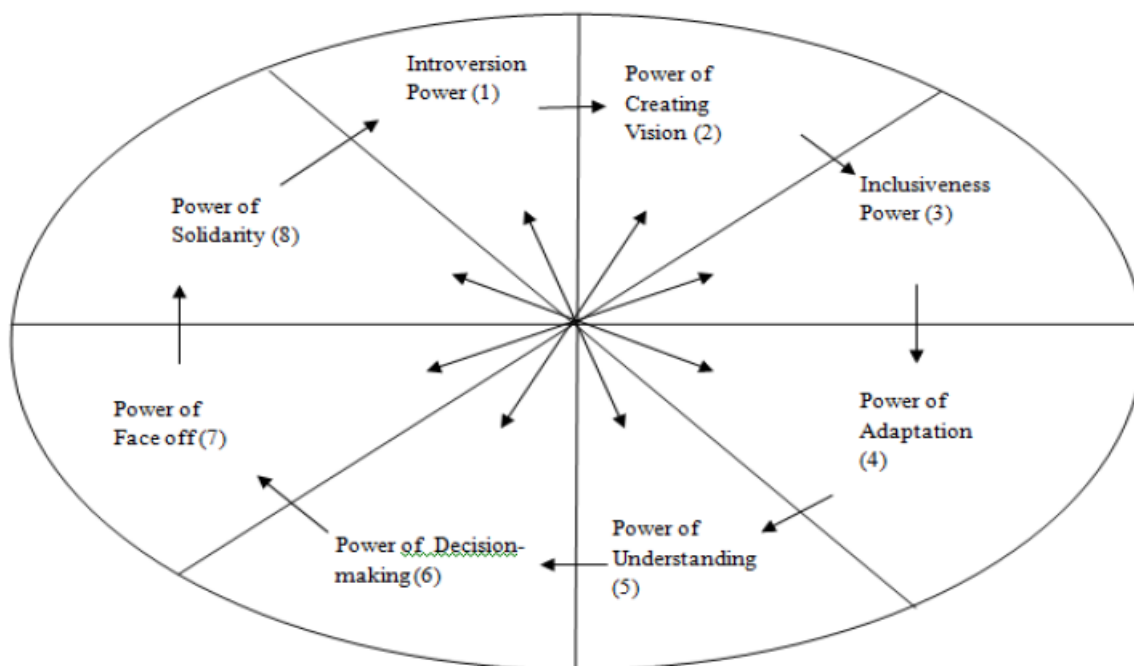 Introversion
Power (1)
Power of
Creating
Vision (2)
Inclusiveness
Power (3)
Power of
Adaptation
(4)
Power of
Understanding
(5)
Power of Decision-
making (6)
Power of
Face off (7)
Power of
Solidarity (8)